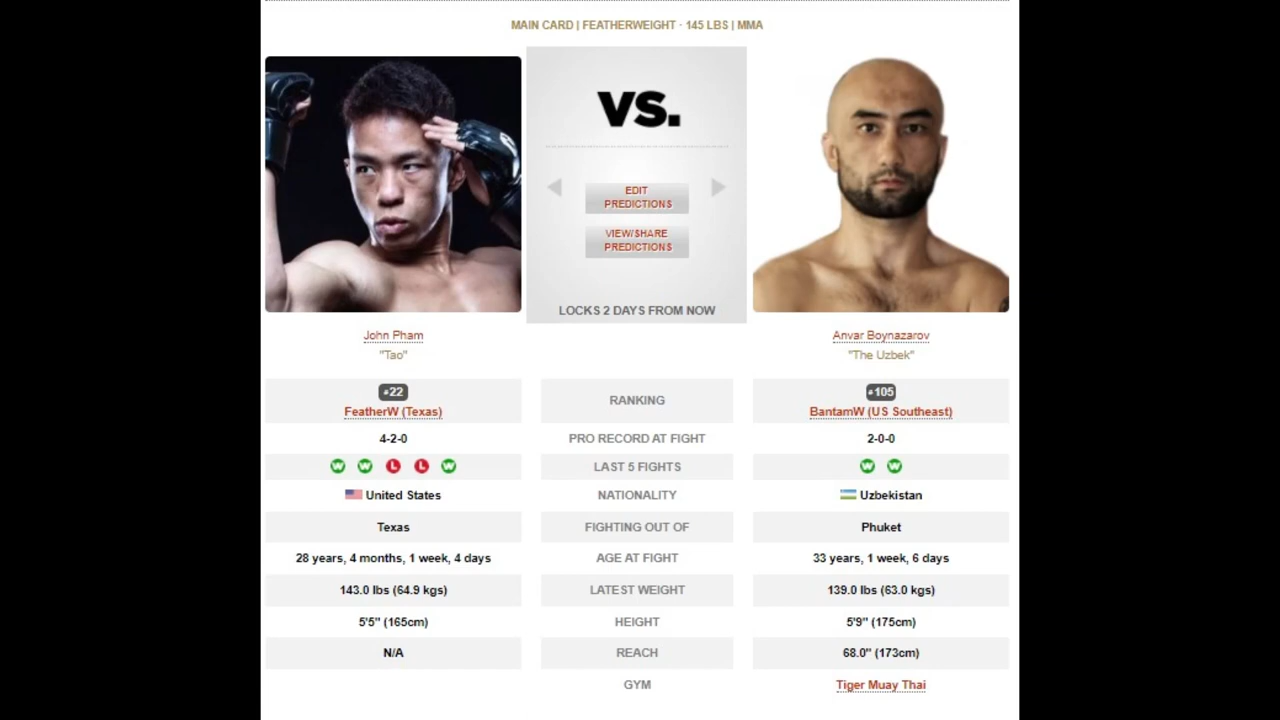 MAIN CARD | FEATHERWEIGHT · 145 LBS | MMA
VS.
EDIT
PREDICTIONS
VIEW/SHARE
PREDICTIONS
LOCKS 2 DAYS FROM NOW
John Pham
Anvar Boynazarov
"Tao"
"The Uzbek"
#22
FeatherW (Texas)
RANKING
#105
BantamW (US Southeast)
4-2-0
PRO RECORD AT FIGHT
2-0-0
W W L L W
LAST 5 FIGHTS
W W
United States
NATIONALITY
Uzbekistan
Texas
FIGHTING OUT OF
Phuket
28 years, 4 months, 1 week, 4 days
AGE AT FIGHT
33 years, 1 week, 6 days
143.0 lbs (64.9 kgs)
LATEST WEIGHT
139.0 lbs (63.0 kgs)
5'5" (165cm)
HEIGHT
5'9" (175cm)
N/A
REACH
68.0" (173cm)
GYM
Tiger Muay Thai